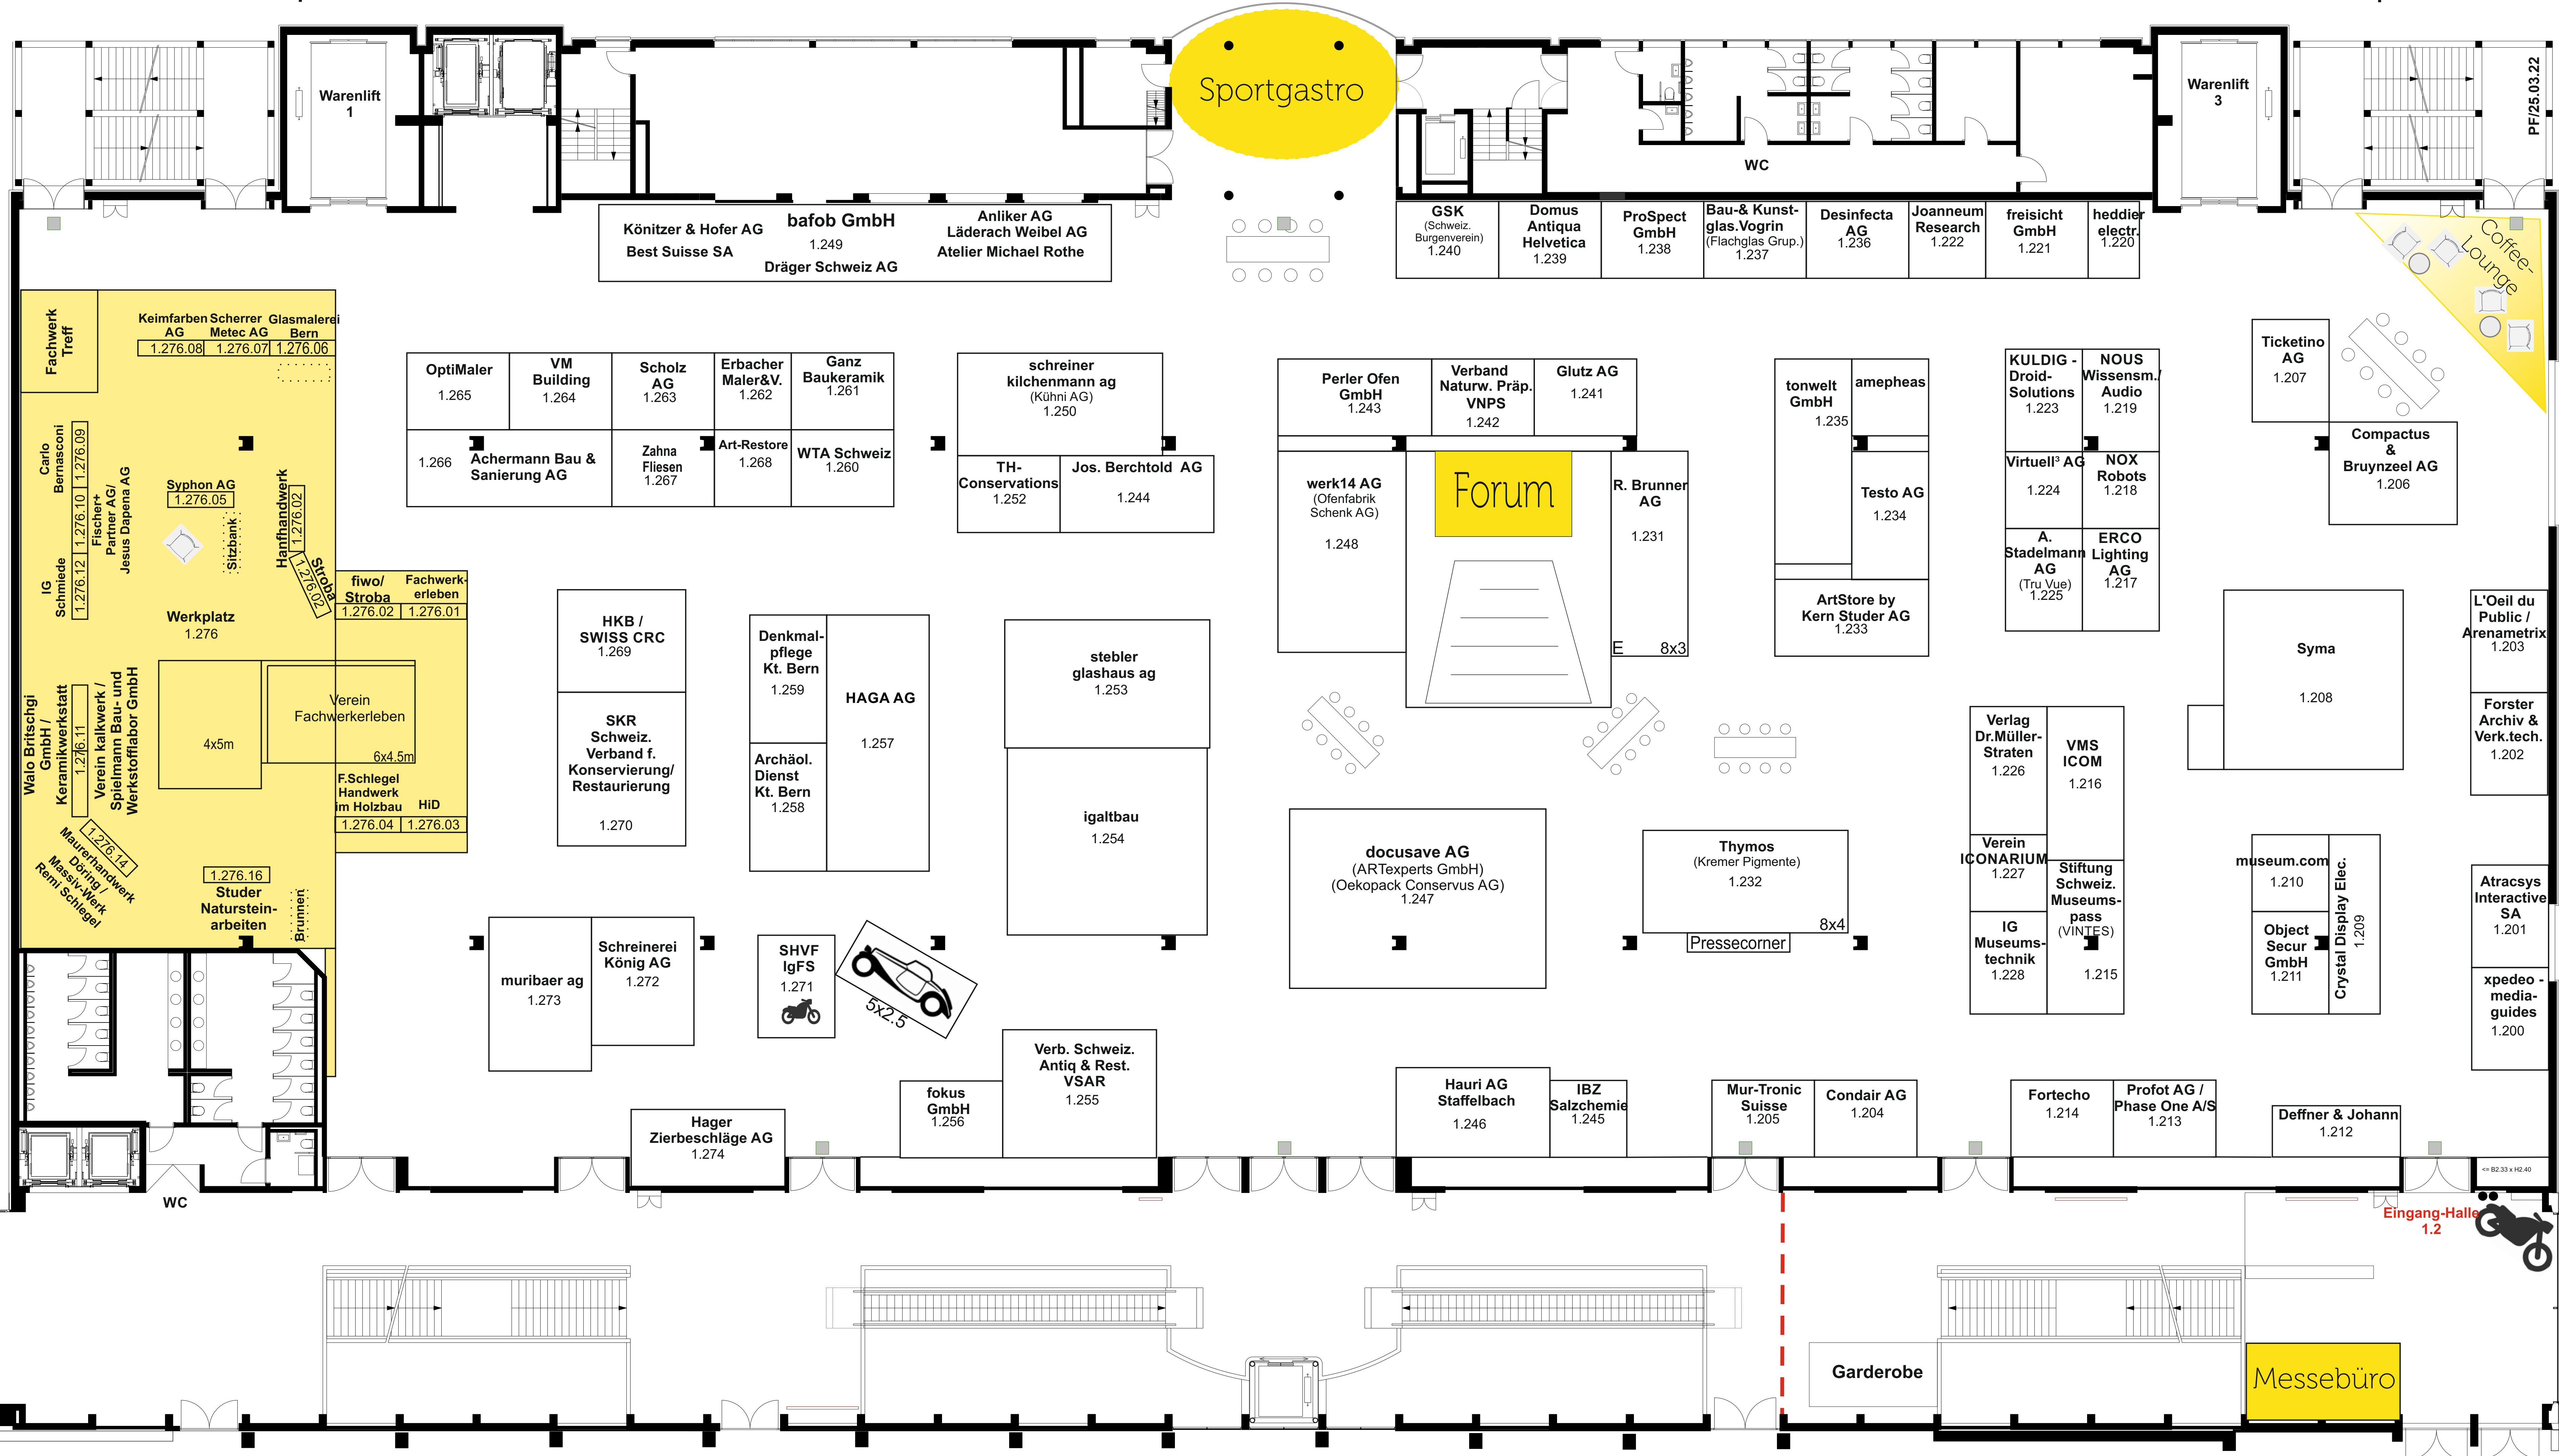 Sportgastro
Warenlift
1
Warenlift
3
PF/25.03.22
WC
Könitzer & Hofer AG
Best Suisse SA
bafob GmbH
1.249
Dräger Schweiz AG
Anliker AG
Läderach Weibel AG
Atelier Michael Rothe
GSK
(Schweiz.
Burgenverein)
1.240
Domus
Antiqua
Helvetica
1.239
ProSpect
GmbH
1.238
Bau-& Kunst-
glas.Vogrin
(Flachglas Grup.)
1.237
Desinfecta
AG
1.236
Joanneum
Research
1.222
freisicht
GmbH
1.221
heddier
electr.
1.220
Coffee-
Lounge
Fachwerk
Treff
Keimfarben
AG
1.276.08
Scherrer
Metec AG
1.276.07
Glasmalerei
Bern
1.276.06
Carlo
Bernasconi
1.276.09
Fischer+
Partner AG/
Jesus Dapena AG
1.276.10
IG
Schmiede
1.276.12
Syphon AG
1.276.05
Sitzbank
Hanfhandwerk
1.276.02
Stroba
1.276.02
fiwo/
Stroba
1.276.02
Fachwerk-
erleben
1.276.01
Werkplatz
1.276
4x5m
Verein
Fachwerkerleben
6x4.5m
Walo Britschgi
GmbH /
Keramikwerkstatt
1.276.11
Verein kalkwerk /
Spielmann Bau- und
Werkstofflabor GmbH
F.Schlegel
Handwerk
im Holzbau
1.276.04
HiD
1.276.03
1.276.14
Maurerhandwerk
Döring /
Massiv-Werk
Remi Schlegel
1.276.16
Studer
Naturstein-
arbeiten
Brunnen
OptiMaler
1.265
VM
Building
1.264
Scholz
AG
1.263
Erbacher
Maler&V.
1.262
Ganz
Baukeramik
1.261
1.266
Achermann Bau &
Sanierung AG
Zahna
Fliesen
1.267
Art-Restore
1.268
WTA Schweiz
1.260
schreiner
kilchenmann ag
(Kühni AG)
1.250
TH-
Conservations
1.252
Jos. Berchtold AG
1.244
Perler Ofen
GmbH
1.243
Verband
Naturw. Präp.
VNPS
1.242
Glutz AG
1.241
werk14 AG
(Ofenfabrik
Schenk AG)
1.248
Forum
R. Brunner
AG
1.231
E
8x3
tonwelt
GmbH
1.235
amepheas
Testo AG
1.234
ArtStore by
Kern Studer AG
1.233
KULDIG -
Droid-
Solutions
1.223
NOUS
Wissensm./
Audio
1.219
Virtuell³ AG
1.224
NOX
Robots
1.218
A.
Stadelmann
AG
(Tru Vue)
1.225
ERCO
Lighting
AG
1.217
Ticketino
AG
1.207
Compactus
&
Bruynzeel AG
1.206
HKB /
SWISS CRC
1.269
SKR
Schweiz.
Verband f.
Konservierung/
Restaurierung
1.270
Denkmal-
pflege
Kt. Bern
1.259
Archäol.
Dienst
Kt. Bern
1.258
HAGA AG
1.257
stebler
glashaus ag
1.253
igaltbau
1.254
docusave AG
(ARTexperts GmbH)
(Oekopack Conservus AG)
1.247
Thymos
(Kremer Pigmente)
1.232
8x4
Pressecorner
Verlag
Dr.Müller-
Straten
1.226
VMS
ICOM
1.216
Verein
ICONARIUM
1.227
Stiftung
Schweiz.
Museums-
pass
(VINTES)
1.215
IG
Museums-
technik
1.228
Syma
1.208
L'Oeil du
Public /
Arenametrix
1.203
Forster
Archiv &
Verk.tech.
1.202
museum.com
1.210
Object
Secur
GmbH
1.211
Crystal Display Elec.
1.209
Atracsys
Interactive
SA
1.201
xpedeo -
media-
guides
1.200
muribaer ag
1.273
Schreinerei
König AG
1.272
SHVF
IgFS
1.271
5x2.5
Hager
Zierbeschläge AG
1.274
fokus
GmbH
1.256
Verb. Schweiz.
Antiq & Rest.
VSAR
1.255
Hauri AG
Staffelbach
1.246
IBZ
Salzchemie
1.245
Mur-Tronic
Suisse
1.205
Condair AG
1.204
Fortecho
1.214
Profot AG /
Phase One A/S
1.213
Deffner & Johann
1.212
<= B2.33 x H2.40
WC
Eingang-Halle
1.2
Garderobe
Messebüro